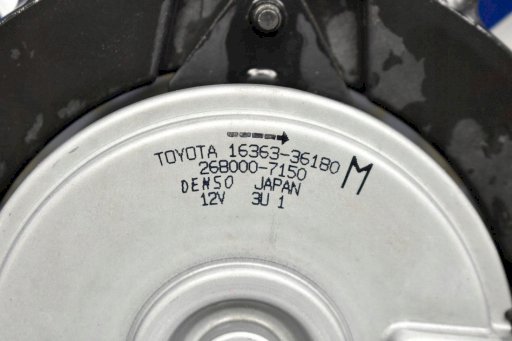 TOYOTA 16363-36180 M
268000-7150
DENSO JAPAN
12V 3U 1